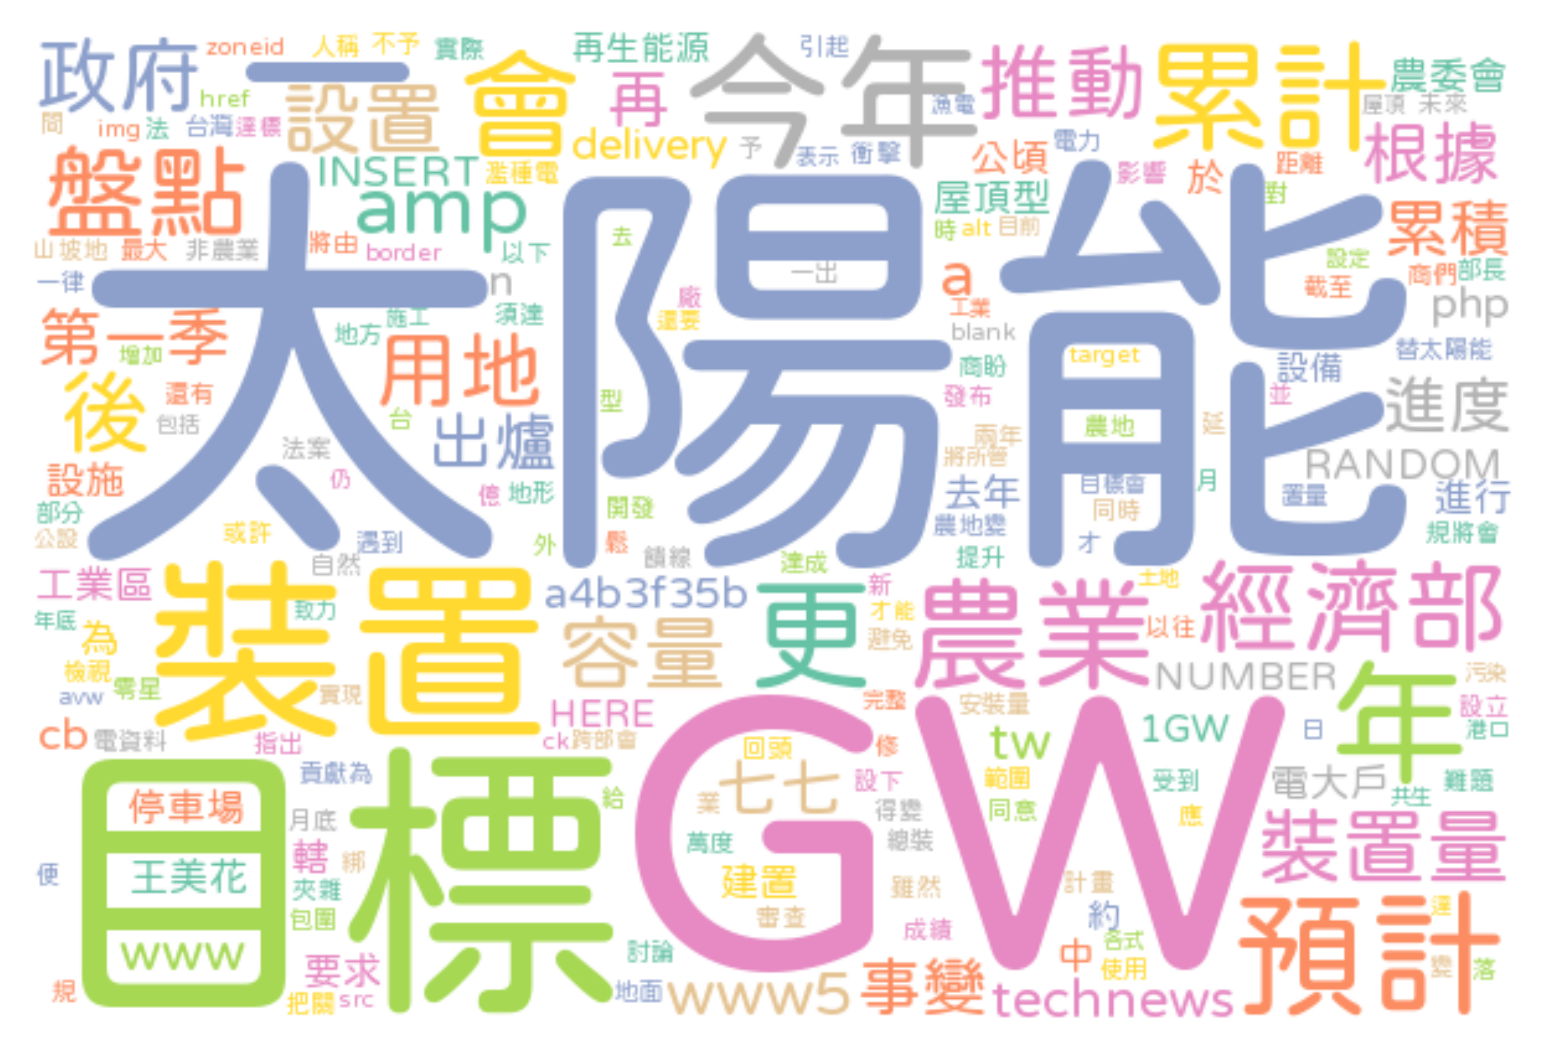 政府
zoneid
人稱
不予
實際
再生能源
引起
今年
推動
累計
農委會
一
href
設置
會
再
漁電
屋頂
未來
問
img
法
台灣
達標
delivery
予
表示
衝擊
電力
公頃
根據
盤點
INSERT
濫種電
amp
屋頂型
影響
於
距離
對
山坡地
最大
非農業
將由
border
以下
去
時
alt
目前
累積
一律
太陽能
n
一出
a
設定
截至
商們
部長
php
第一季
增加
地方
施工
須達
廠
還要
工業
blank
target
替太陽能
後
還有
包括
用地
商盼
設備
進度
台
型
發布
農地
並
延
出爐
法案
兩年
將所管
RANDOM
設施
仍
億
地形
開發
去年
目標會
月
置量
進行
部分
公設
或許
遇到
外
鬆
農地變
同時
才
規將會
自然
饋線
達成
提升
工業區
裝置
a4b3f35b
更
新
農業
土地
經濟部
年底
致力
才能
為
容量
避免
以往
檢視
avw
零星
實現
NUMBER
年
污染
HERE
完整
安裝量
設立
cb
電資料
指出
ck
跨部會
回頭
修
tw
1GW
日
港口
目標
GW
貢獻為
七七
設下
範圍
受到
電大戶
難題
停車場
月底
給
業
得變
同意
應
共生
轄
綁
萬度
總裝
裝置量
便
王美花
夾雜
建置
雖然
計畫
包圍
審查
約
預計
達
www
成績
各式
要求
討論
中
使用
變
落
規
把關
src
地面
www5
事變
technews